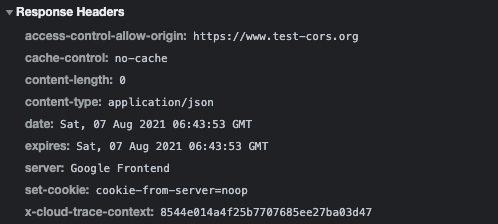 Response Headers
access-control-allow-origin: https://www.test-cors.org
cache-control: no-cache
content-length: 0
content-type: application/json
date: Sat, 07 Aug 2021 06:43:53 GMT
expires: Sat, 07 Aug 2021 06:43:53 GMT
server: Google Frontend
set-cookie: cookie-from-server=noop
x-cloud-trace-context: 8544e014a4f25b7707685ee27ba03d47